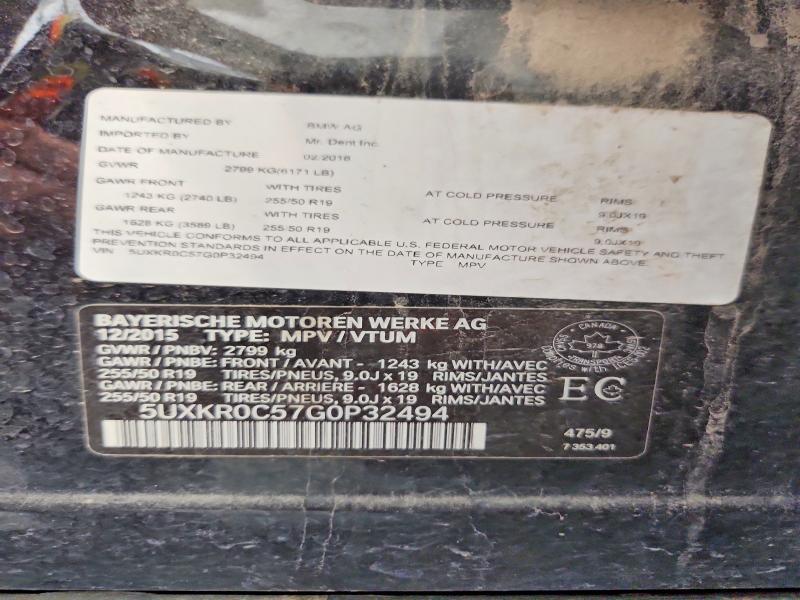 MANUFACTURED BY BMW AG
IMPORTED BY Mr. Dent Inc.
DATE OF MANUFACTURE 02/2016
GVWR 2799 KG(6171 LB)
GAWR FRONT WITH TIRES AT COLD PRESSURE RIMS
1243 KG (2740 LB) 255/50 R19 9.0JX19
GAWR REAR WITH TIRES AT COLD PRESSURE RIMS
1628 KG (3589 LB) 255/50 R19 9.0JX19
THIS VEHICLE CONFORMS TO ALL APPLICABLE U.S. FEDERAL MOTOR VEHICLE SAFETY AND THEFT
BUMPER STANDARDS IN EFFECT ON THE DATE OF MANUFACTURE SHOWN ABOVE.
VIN 5UXKR0C57G0P32494 TYPE MPV
BAYERISCHE MOTOREN WERKE AG
12/2015 TYPE: MPV / VTUM
GVWR / PNBV: 2799 kg
GAWR / PNBE: FRONT / AVANT - 1243 kg WITH/AVEC
255/50 R19 TIRES/PNEUS, 9.0J x 19 RIMS/JANTES
GAWR / PNBE: REAR / ARRIERE - 1628 kg WITH/AVEC
255/50 R19 TIRES/PNEUS, 9.0J x 19 RIMS/JANTES
5UXKR0C57G0P32494
CANADA
978
TRANSPORT
EC
475/9
7 353.401